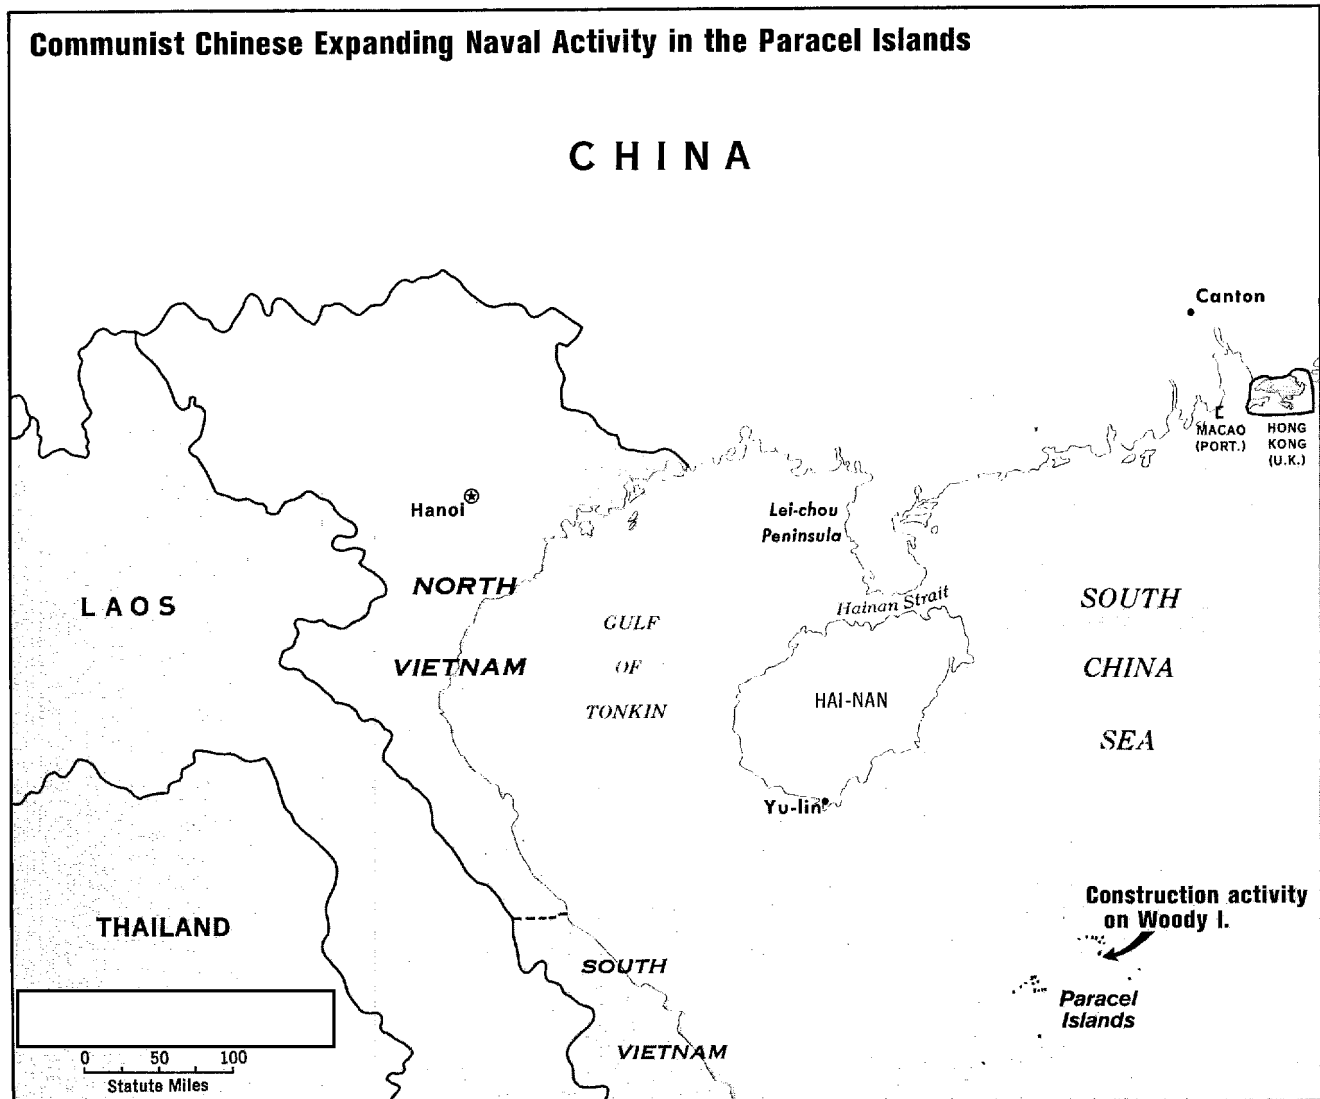 Communist Chinese Expanding Naval Activity in the Paracel Islands
CHINA
Canton
MACAO
(PORT.)
HONG
KONG
(U.K.)
Hanoi
Lei-chou
Peninsula
NORTH
VIETNAM
LAOS
Hainan Strait
GULF
OF
TONKIN
HAI-NAN
SOUTH
CHINA
SEA
Yu-lin
Construction activity
on Woody I.
THAILAND
SOUTH
VIETNAM
Paracel
Islands
0 50 100
Statute Miles